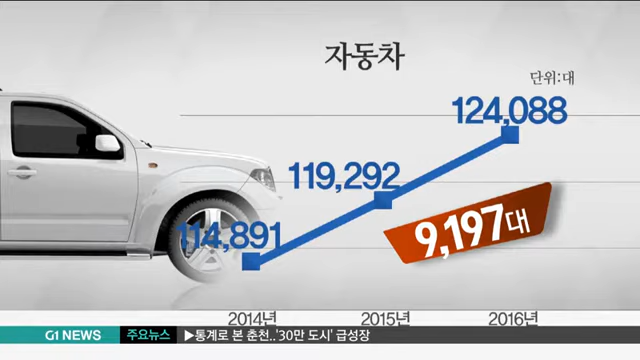 자동차
단위:대
124,088
119,292
114,891
9,197대
2014년 2015년 2016년
G1 NEWS 주요뉴스 ▶통계로 본 춘천..'30만 도시' 급성장